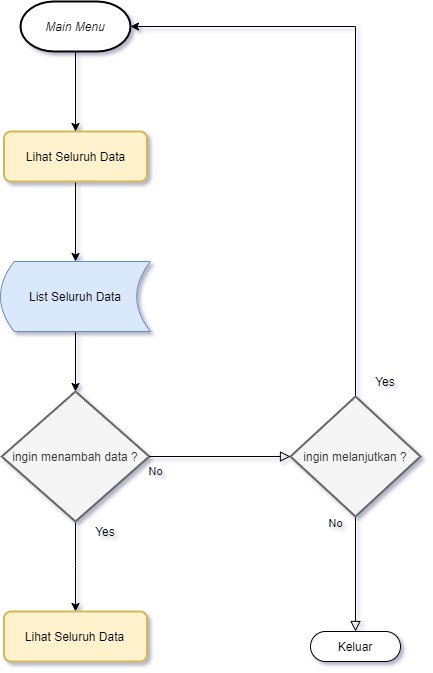 Main Menu
Lihat Seluruh Data
List Seluruh Data
Yes
ingin menambah data ?
ingin melanjutkan ?
No
No
Yes
Lihat Seluruh Data
Keluar